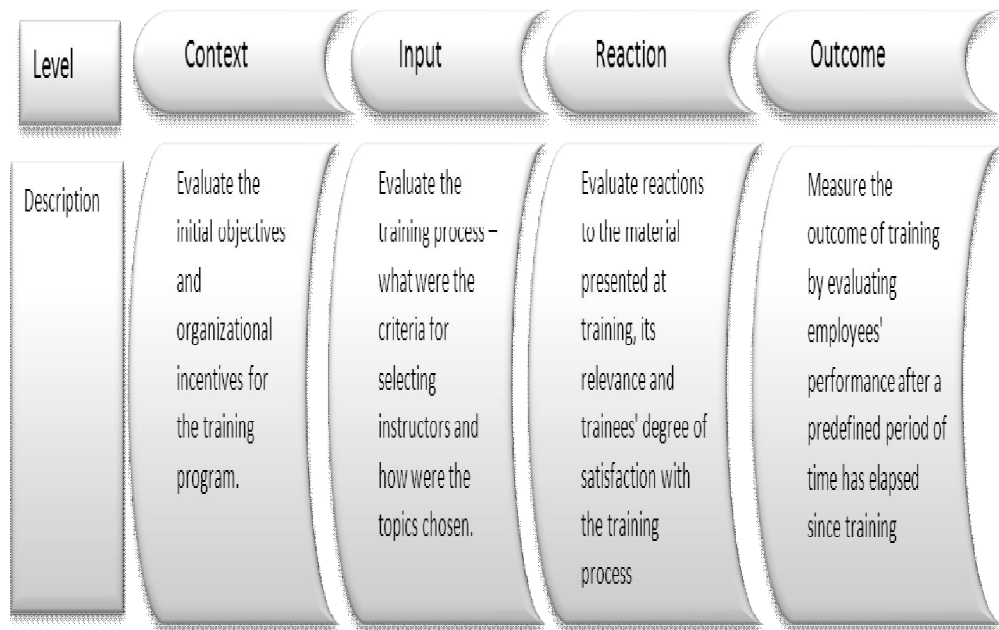 Level
Context
Input
Reaction
Outcome
Description
Evaluate the
initial objectives
and
organizational
incentives for
the training
program.
Evaluate the
training process –
what were the
criteria for
selecting
instructors and
how were the
topics chosen.
Evaluate reactions
to the material
presented at
training, its
relevance and
trainees' degree of
satisfaction with
the training
process
Measure the
outcome of training
by evaluating
employees'
performance after a
predefined period of
time has elapsed
since training